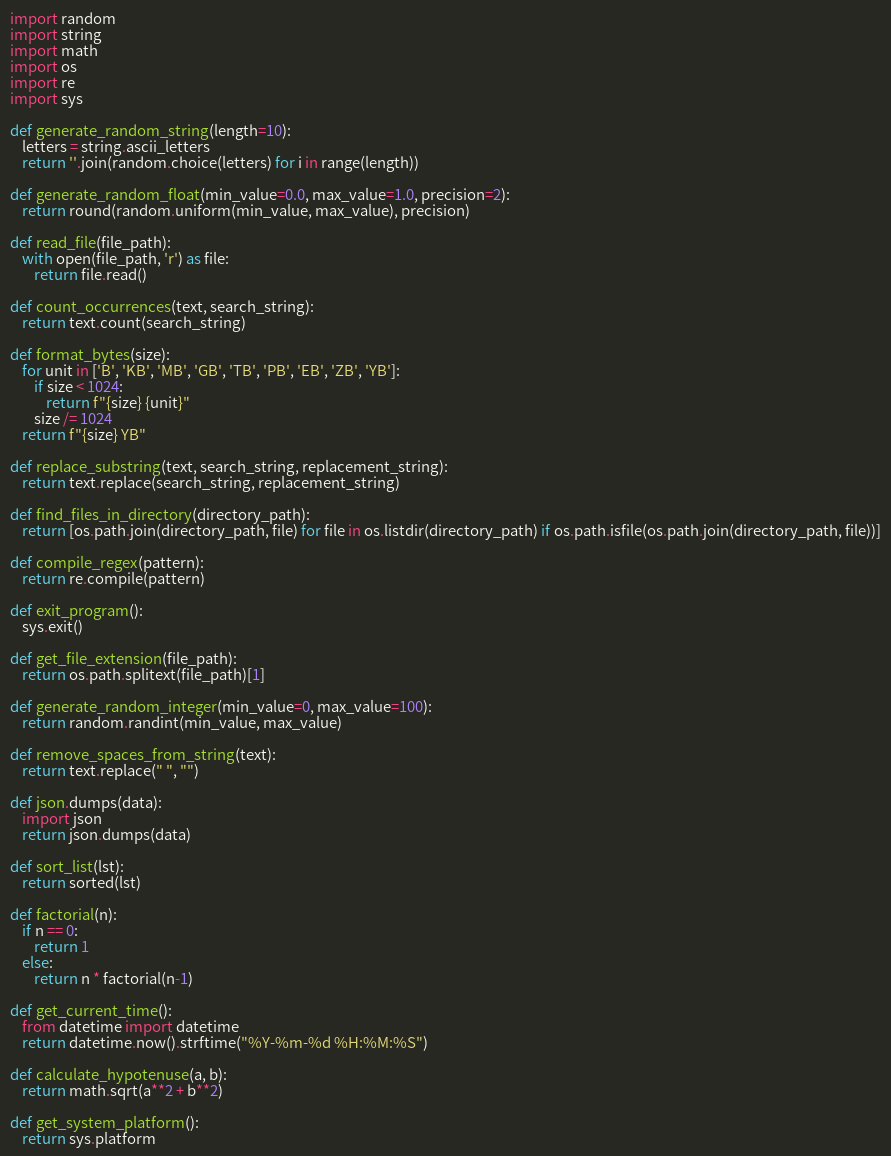 import random
import string
import math
import os
import re
import sys

def generate_random_string(length=10):
    letters = string.ascii_letters
    return ''.join(random.choice(letters) for i in range(length))

def generate_random_float(min_value=0.0, max_value=1.0, precision=2):
    return round(random.uniform(min_value, max_value), precision)

def read_file(file_path):
    with open(file_path, 'r') as file:
        return file.read()

def count_occurrences(text, search_string):
    return text.count(search_string)

def format_bytes(size):
    for unit in ['B', 'KB', 'MB', 'GB', 'TB', 'PB', 'EB', 'ZB', 'YB']:
        if size < 1024:
            return f"{size} {unit}"
        size /= 1024
    return f"{size} YB"

def replace_substring(text, search_string, replacement_string):
    return text.replace(search_string, replacement_string)

def find_files_in_directory(directory_path):
    return [os.path.join(directory_path, file) for file in os.listdir(directory_path) if os.path.isfile(os.path.join(directory_path, file))]

def compile_regex(pattern):
    return re.compile(pattern)

def exit_program():
    sys.exit()

def get_file_extension(file_path):
    return os.path.splitext(file_path)[1]

def generate_random_integer(min_value=0, max_value=100):
    return random.randint(min_value, max_value)

def remove_spaces_from_string(text):
    return text.replace(" ", "")

def json.dumps(data):
    import json
    return json.dumps(data)

def sort_list(lst):
    return sorted(lst)

def factorial(n):
    if n == 0:
        return 1
    else:
        return n * factorial(n-1)

def get_current_time():
    from datetime import datetime
    return datetime.now().strftime("%Y-%m-%d %H:%M:%S")

def calculate_hypotenuse(a, b):
    return math.sqrt(a**2 + b**2)

def get_system_platform():
    return sys.platform